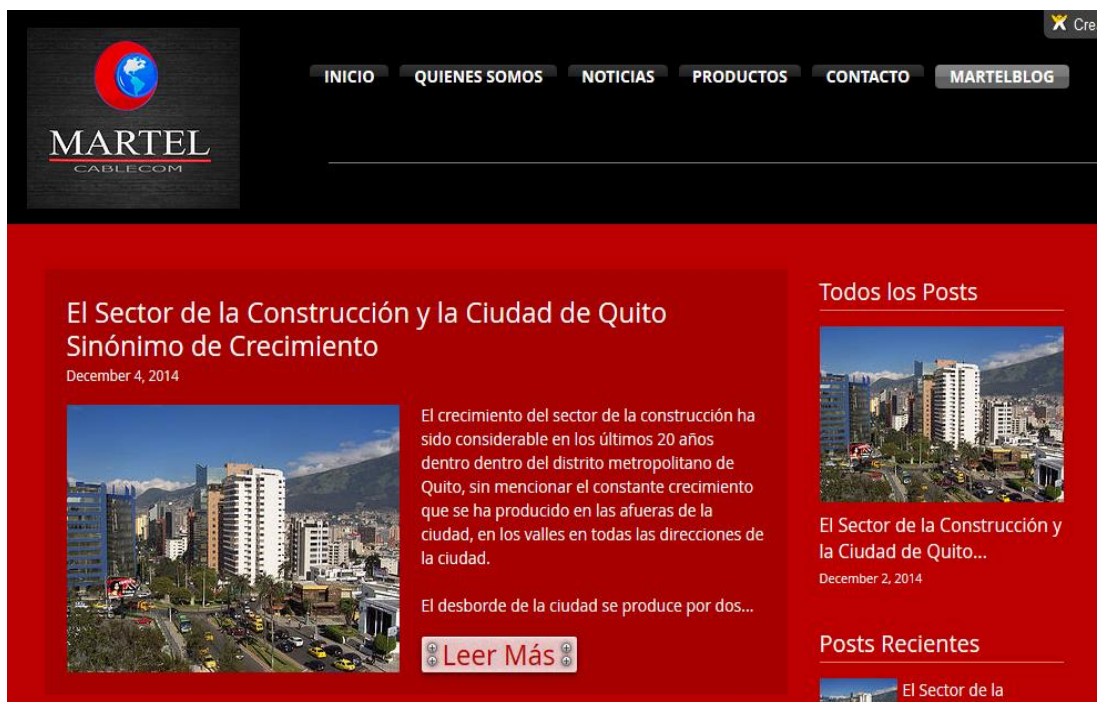 Crea
INICIO QUIENES SOMOS NOTICIAS PRODUCTOS CONTACTO MARTELBLOG
MARTEL
CABLECOM
El Sector de la Construcción y la Ciudad de Quito
Sinónimo de Crecimiento
December 4, 2014
El crecimiento del sector de la construcción ha
sido considerable en los últimos 20 años
dentro dentro del distrito metropolitano de
Quito, sin mencionar el constante crecimiento
que se ha producido en las afueras de la
ciudad, en los valles en todas las direcciones de
la ciudad.
El desborde de la ciudad se produce por dos...
Leer Más
Todos los Posts
El Sector de la Construcción y
la Ciudad de Quito...
December 2, 2014
Posts Recientes
El Sector de la